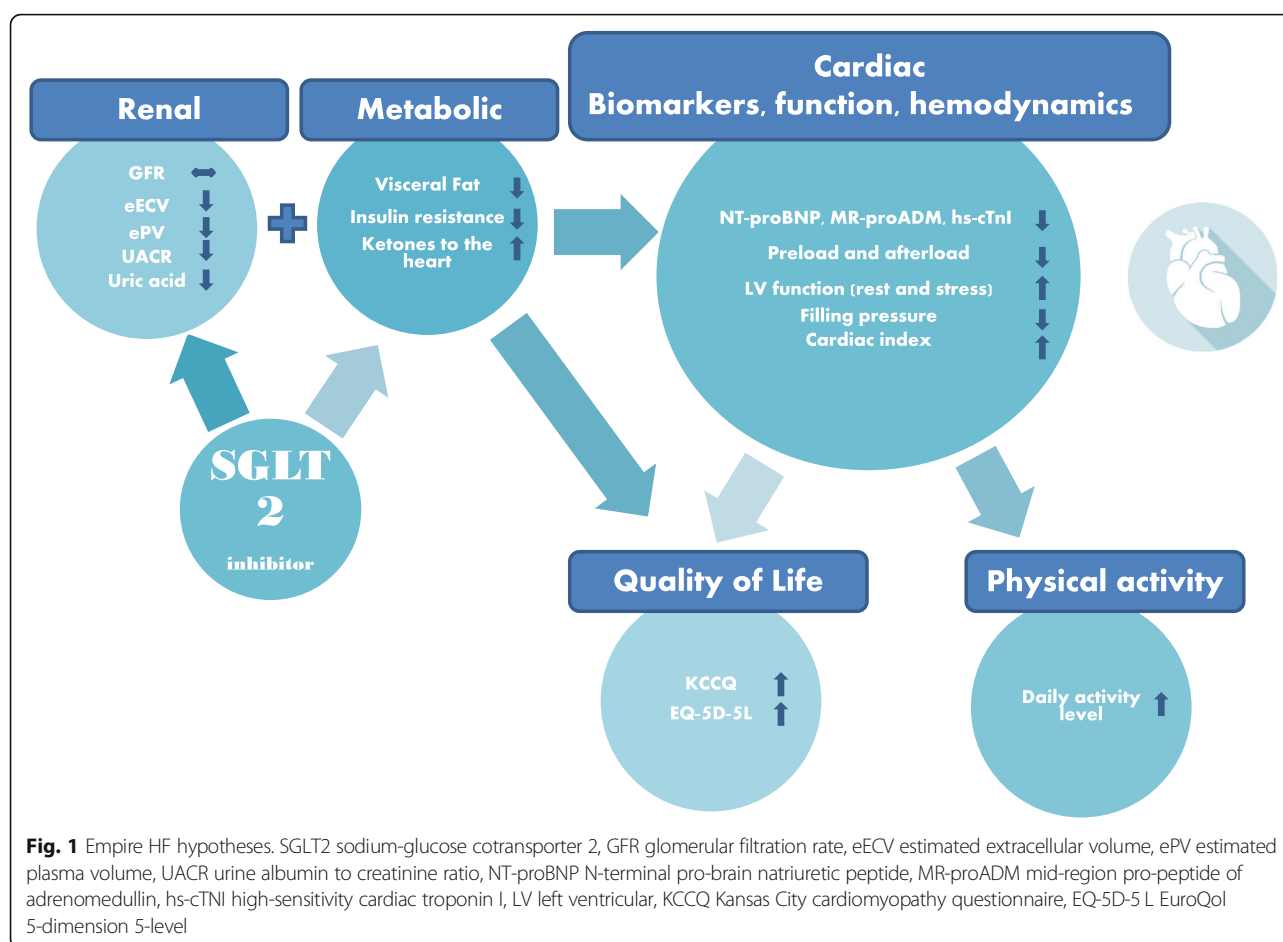 Renal
GFR
eECV
ePV
UACR
Uric acid
Metabolic
Visceral Fat
Insulin resistance
Ketones to the
heart
Cardiac
Biomarkers, function, hemodynamics
NT-proBNP, MR-proADM, hs-cTnI
Preload and afterload
LV function (rest and stress)
Filling pressure
Cardiac index
SGLT
2
inhibitor
Quality of Life
KCCQ
EQ-5D-5L
Physical activity
Daily activity
level
Fig. 1 Empire HF hypotheses. SGLT2 sodium-glucose cotransporter 2, GFR glomerular filtration rate, eECV estimated extracellular volume, ePV estimated
plasma volume, UACR urine albumin to creatinine ratio, NT-proBNP N-terminal pro-brain natriuretic peptide, MR-proADM mid-region pro-peptide of
adrenomedullin, hs-cTNI high-sensitivity cardiac troponin I, LV left ventricular, KCCQ Kansas City cardiomyopathy questionnaire, EQ-5D-5 L EuroQol
5-dimension 5-level